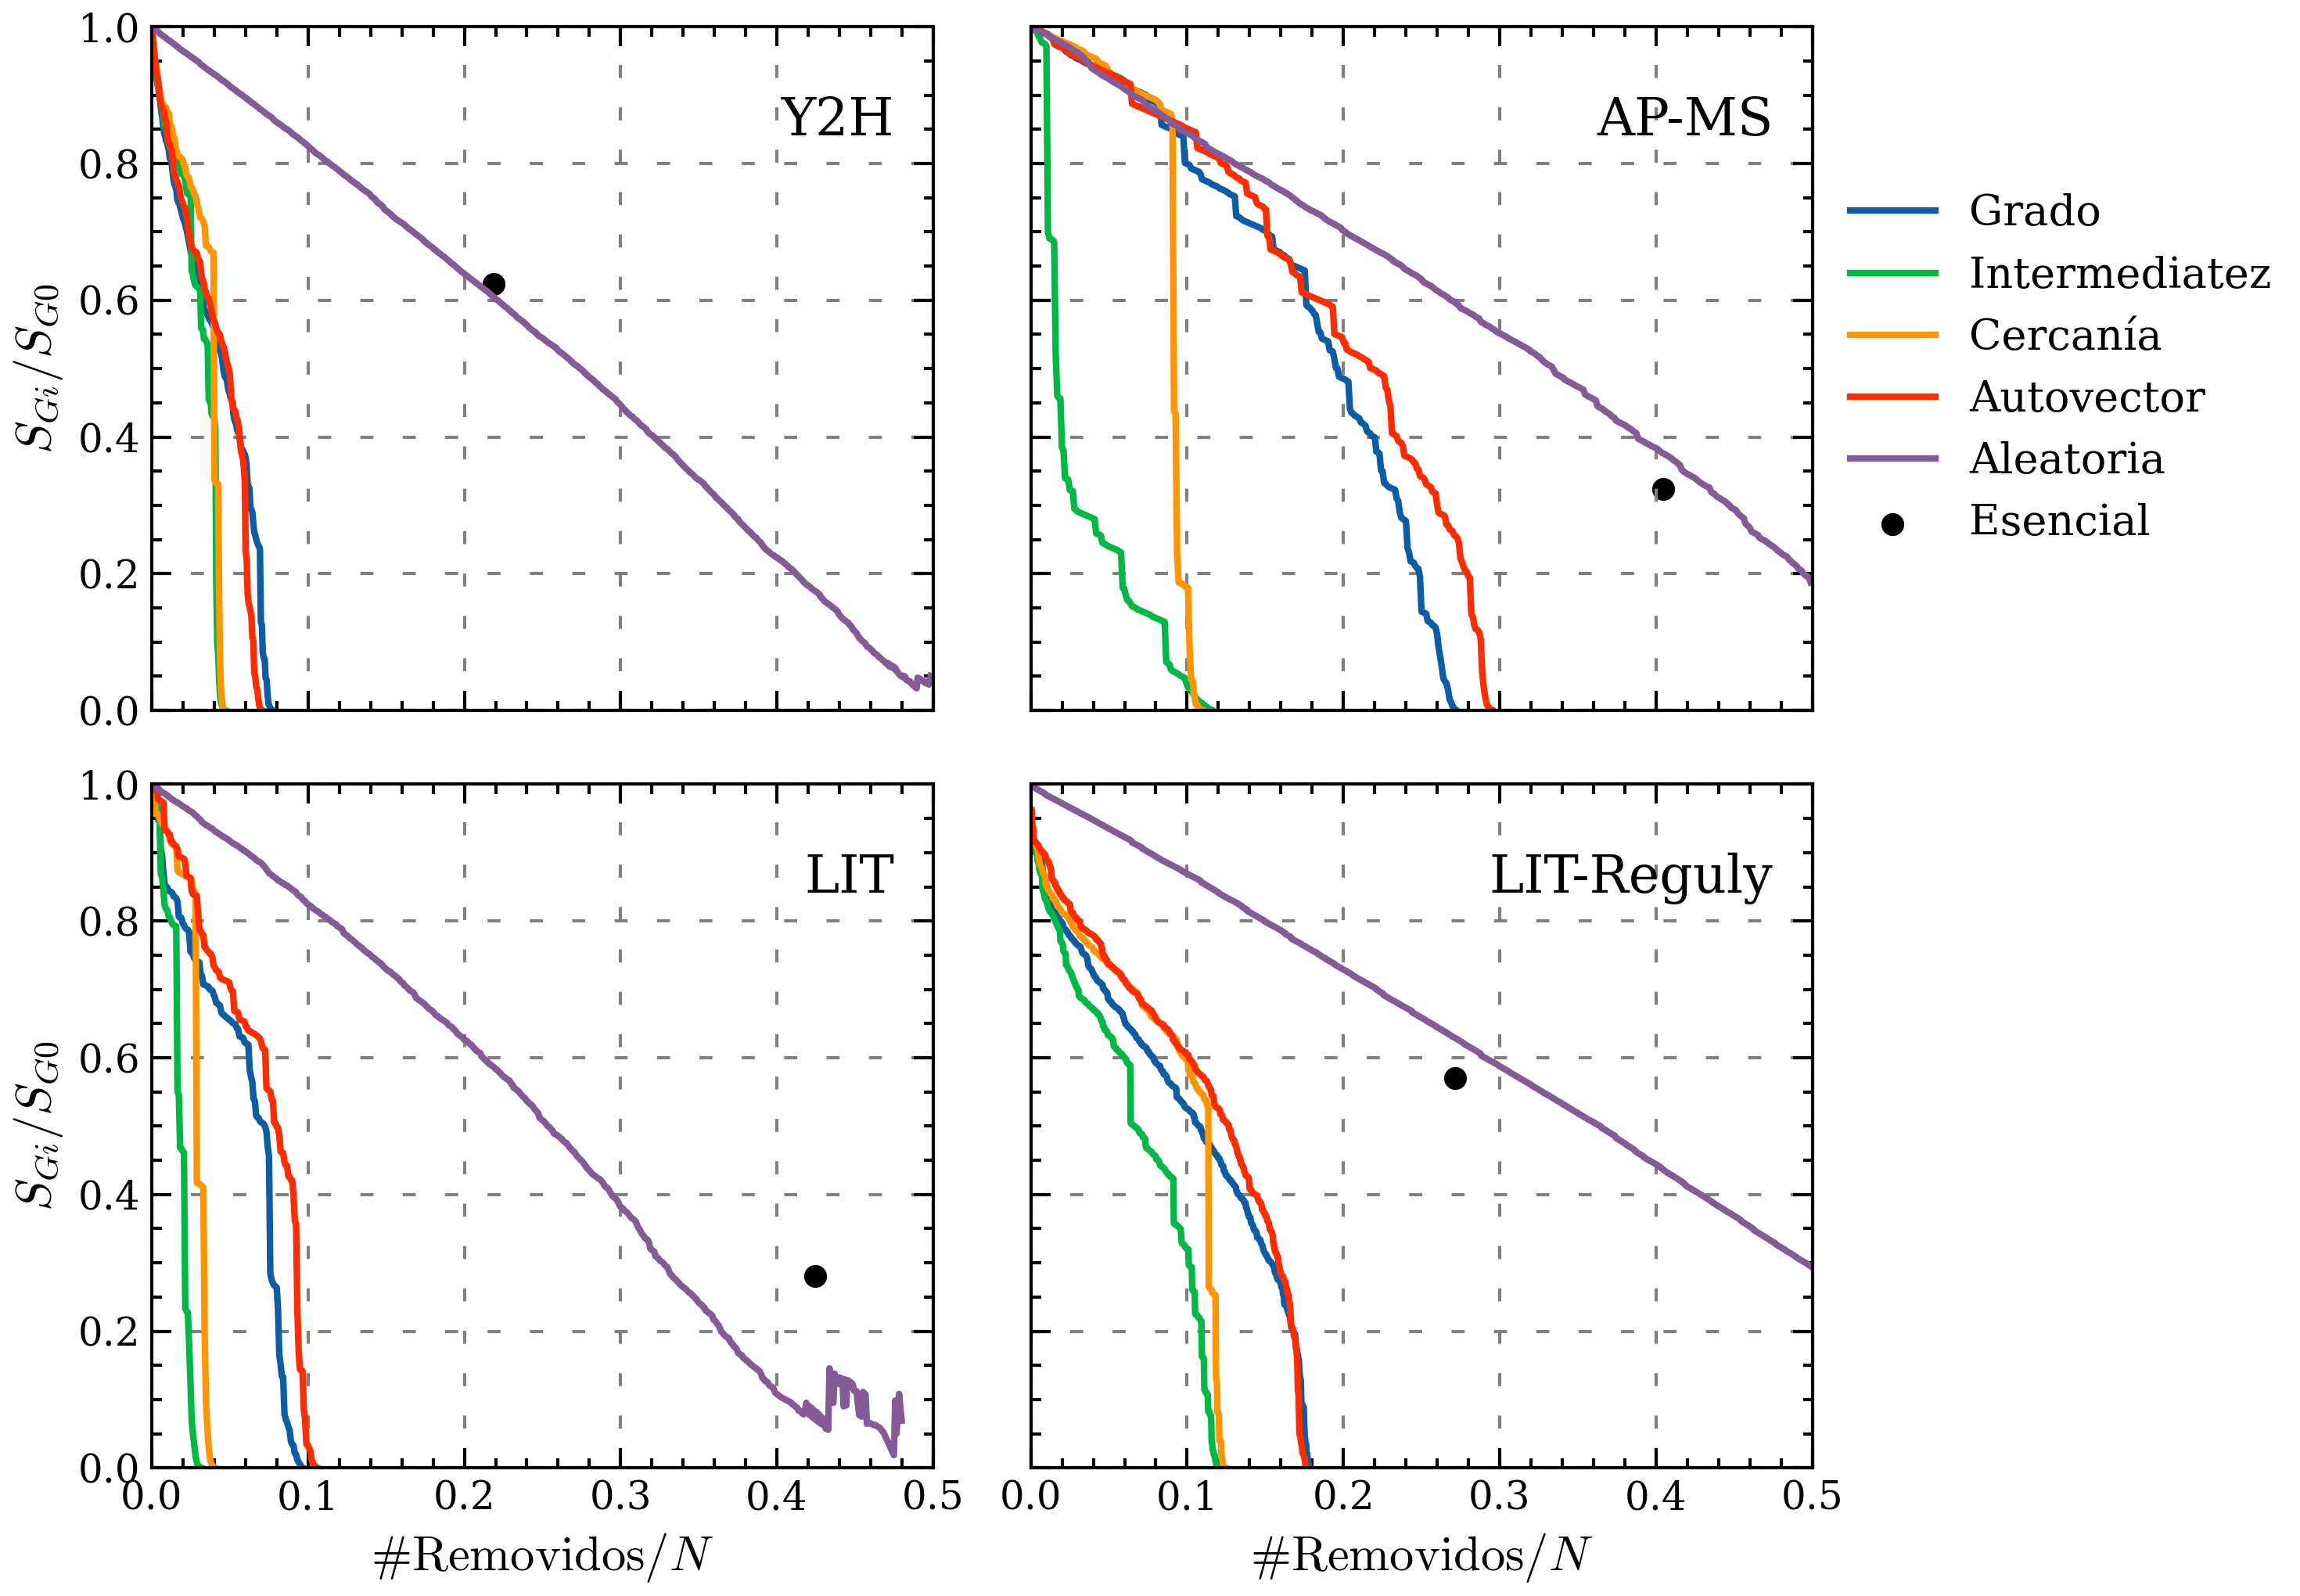 1.0
0.8
0.6
0.4
0.2
0.0
S_{Gi}/S_{G0}
Y2H
AP-MS
Grado
Intermediatez
Cercanía
Autovector
Aleatoria
Esencial
1.0
0.8
0.6
0.4
0.2
0.0
S_{Gi}/S_{G0}
LIT
LIT-Reguly
0.0 0.1 0.2 0.3 0.4 0.5
0.0 0.1 0.2 0.3 0.4 0.5
#Removidos/N
#Removidos/N